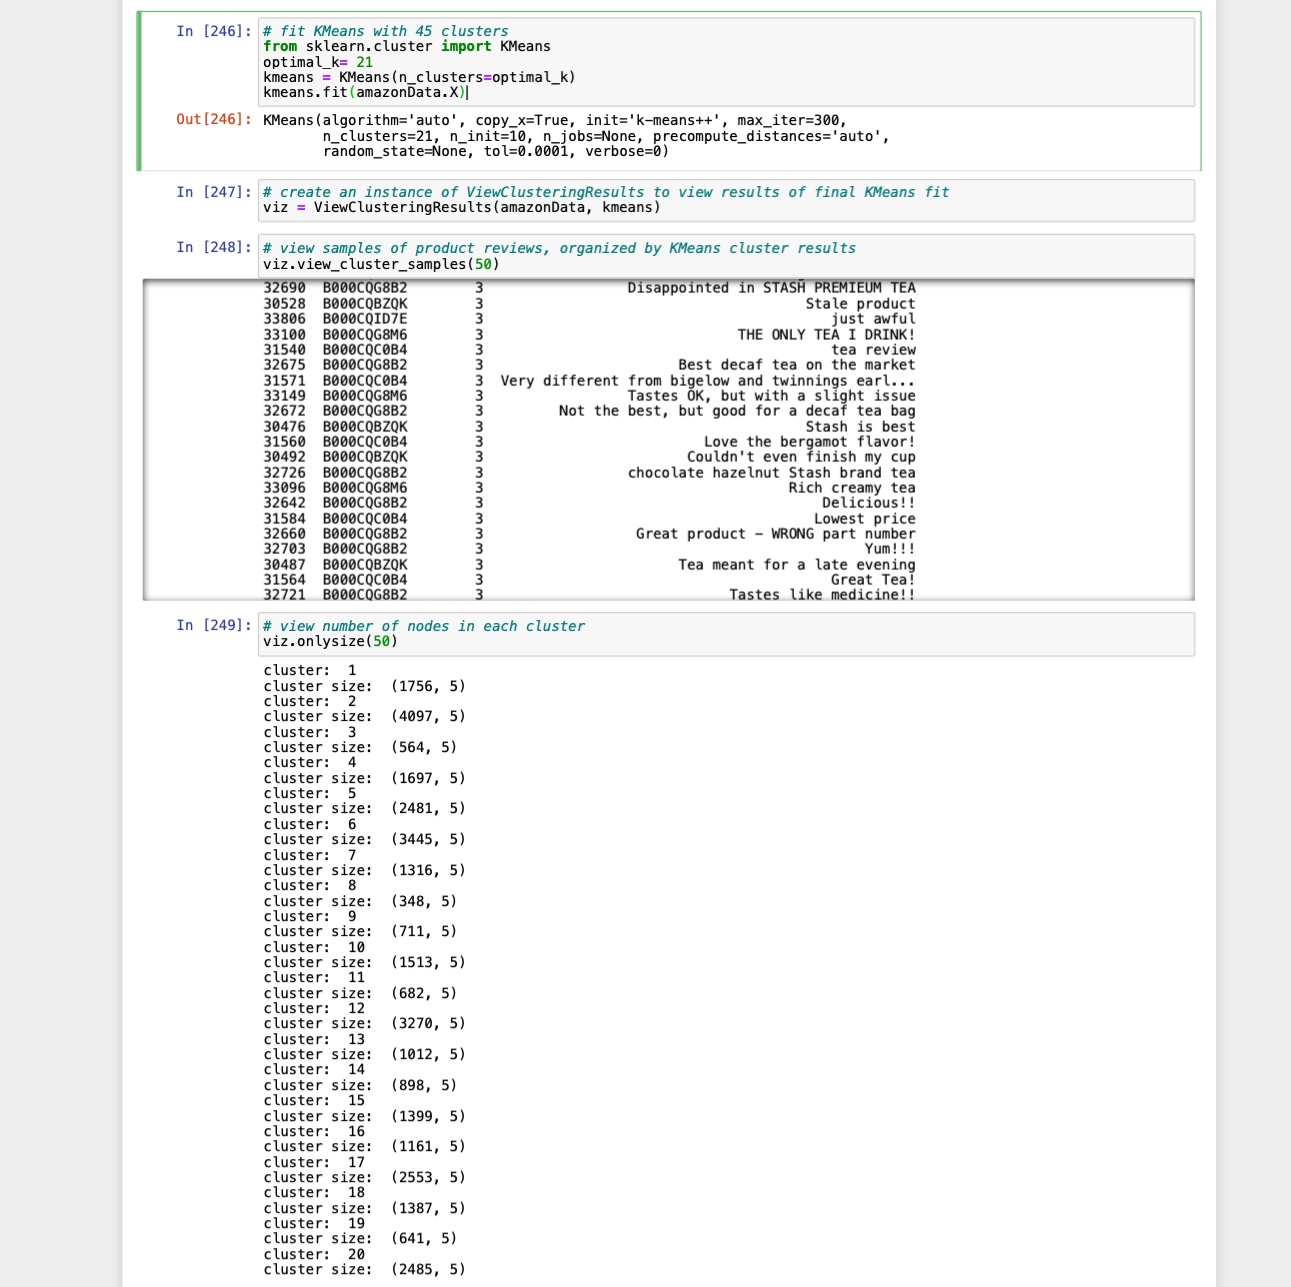 In [246]: # fit KMeans with 45 clusters
from sklearn.cluster import KMeans
optimal_k= 21
kmeans = KMeans(n_clusters=optimal_k)
kmeans.fit(amazonData.X)
Out[246]: KMeans(algorithm='auto', copy_x=True, init='k-means++', max_iter=300,
n_clusters=21, n_init=10, n_jobs=None, precompute_distances='auto',
random_state=None, tol=0.0001, verbose=0)
In [247]: # create an instance of ViewClusteringResults to view results of final KMeans fit
viz = ViewClusteringResults(amazonData, kmeans)
In [248]: # view samples of product reviews, organized by KMeans cluster results
viz.view_cluster_samples(50)
32690 B000CQG8B2 3 Disappointed in STASH PREMIEUM TEA
30528 B000CQBZQK 3 Stale product
33806 B000CQID7E 3 just awful
33100 B000CQG8M6 3 THE ONLY TEA I DRINK!
31540 B000CQC0B4 3 tea review
32675 B000CQG8B2 3 Best decaf tea on the market
31571 B000CQC0B4 3 Very different from bigelow and twinnings earl...
33149 B000CQG8M6 3 Tastes OK, but with a slight issue
32672 B000CQG8B2 3 Not the best, but good for a decaf tea bag
30476 B000CQBZQK 3 Stash is best
31560 B000CQC0B4 3 Love the bergamot flavor!
30492 B000CQBZQK 3 Couldn't even finish my cup
32726 B000CQG8B2 3 chocolate hazelnut Stash brand tea
33096 B000CQG8M6 3 Rich creamy tea
32642 B000CQG8B2 3 Delicious!!
31584 B000CQC0B4 3 Lowest price
32660 B000CQG8B2 3 Great product – WRONG part number
32703 B000CQG8B2 3 Yum!!!
30487 B000CQBZQK 3 Tea meant for a late evening
31564 B000CQC0B4 3 Great Tea!
32721 B000CQG8B2 3 Tastes like medicine!!
In [249]: # view number of nodes in each cluster
viz.onlysize(50)
cluster: 1
cluster size: (1756, 5)
cluster: 2
cluster size: (4097, 5)
cluster: 3
cluster size: (564, 5)
cluster: 4
cluster size: (1697, 5)
cluster: 5
cluster size: (2481, 5)
cluster: 6
cluster size: (3445, 5)
cluster: 7
cluster size: (1316, 5)
cluster: 8
cluster size: (348, 5)
cluster: 9
cluster size: (711, 5)
cluster: 10
cluster size: (1513, 5)
cluster: 11
cluster size: (682, 5)
cluster: 12
cluster size: (3270, 5)
cluster: 13
cluster size: (1012, 5)
cluster: 14
cluster size: (898, 5)
cluster: 15
cluster size: (1399, 5)
cluster: 16
cluster size: (1161, 5)
cluster: 17
cluster size: (2553, 5)
cluster: 18
cluster size: (1387, 5)
cluster: 19
cluster size: (641, 5)
cluster: 20
cluster size: (2485, 5)